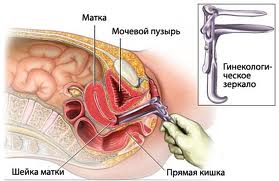 Матка
Мочевой пузырь
Гинекологи-
ческое
зеркало
Шейка матки
Прямая кишка